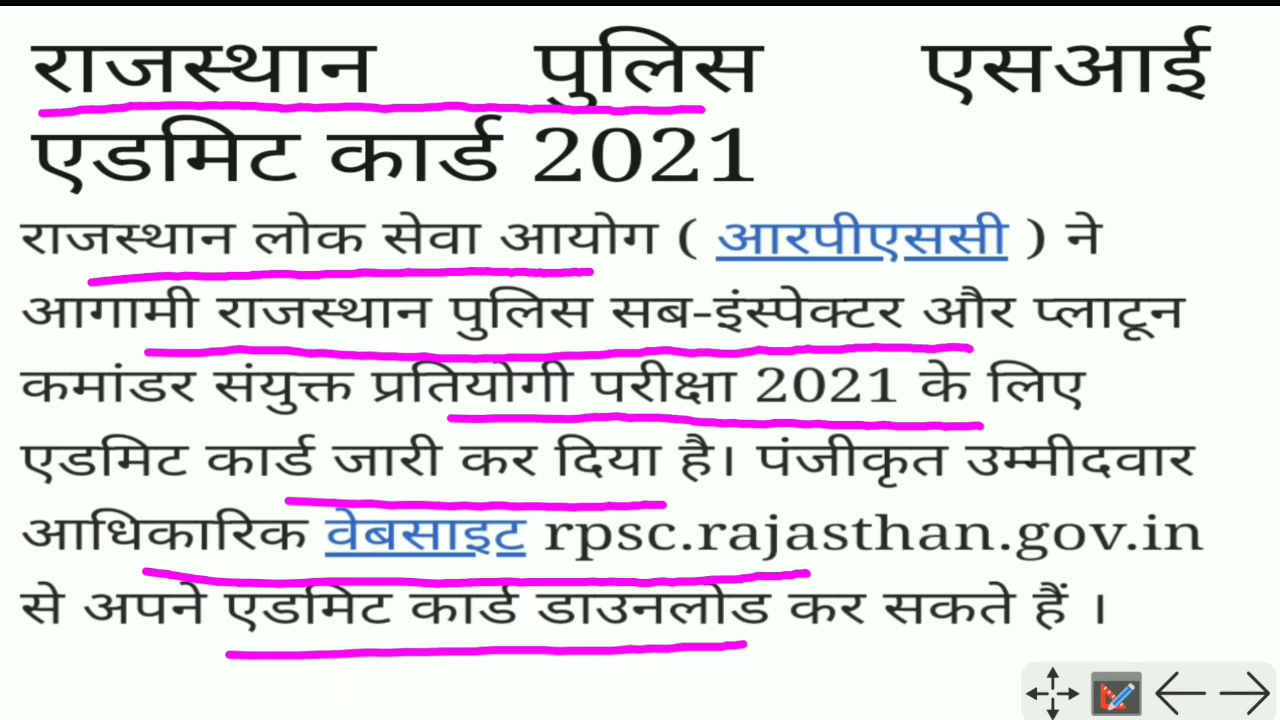 राजस्थान पुलिस एसआई
एडमिट कार्ड 2021
राजस्थान लोक सेवा आयोग ( आरपीएससी ) ने
आगामी राजस्थान पुलिस सब-इंस्पेक्टर और प्लाटून
कमांडर संयुक्त प्रतियोगी परीक्षा 2021 के लिए
एडमिट कार्ड जारी कर दिया है। पंजीकृत उम्मीदवार
आधिकारिक वेबसाइट rpsc.rajasthan.gov.in
से अपने एडमिट कार्ड डाउनलोड कर सकते हैं ।